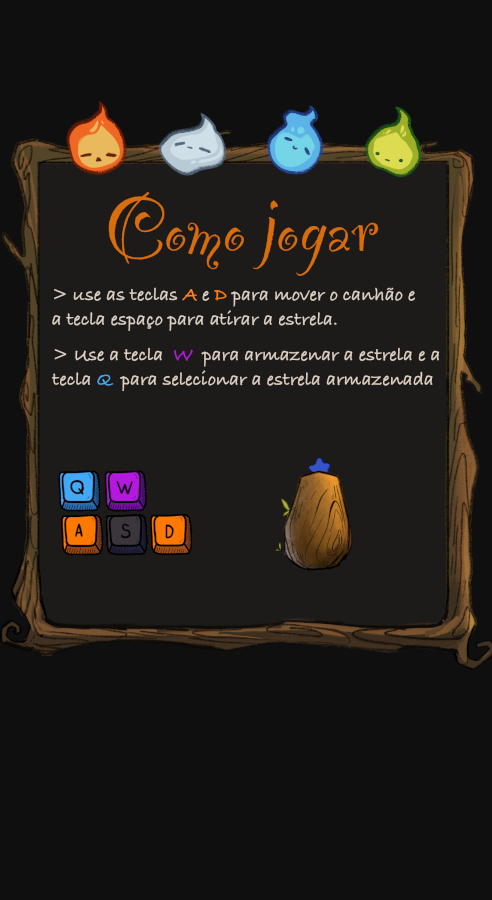 Como jogar
> use as teclas A e D para mover o canhão e
a tecla espaço para atirar a estrela.
> Use a tecla W para armazenar a estrela e a
tecla Q para selecionar a estrela armazenada
Q W
A S D